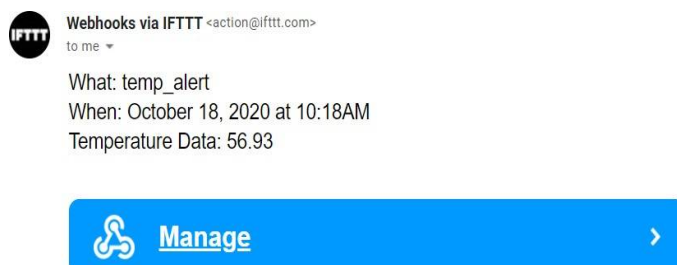 IFTTT
Webhooks via IFTTT <action@ifttt.com>
to me
What: temp_alert
When: October 18, 2020 at 10:18AM
Temperature Data: 56.93
Manage